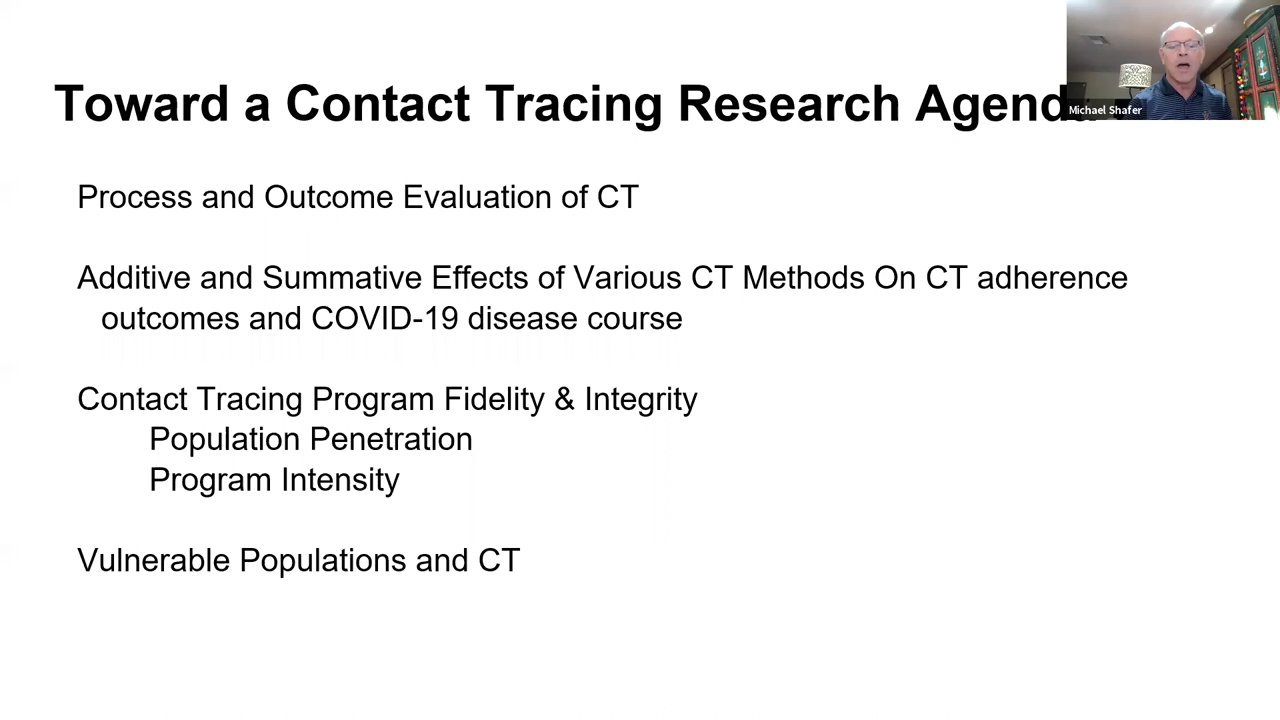 Toward a Contact Tracing Research Agenda
Michael Shafer
Process and Outcome Evaluation of CT
Additive and Summative Effects of Various CT Methods On CT adherence
outcomes and COVID-19 disease course
Contact Tracing Program Fidelity & Integrity
Population Penetration
Program Intensity
Vulnerable Populations and CT